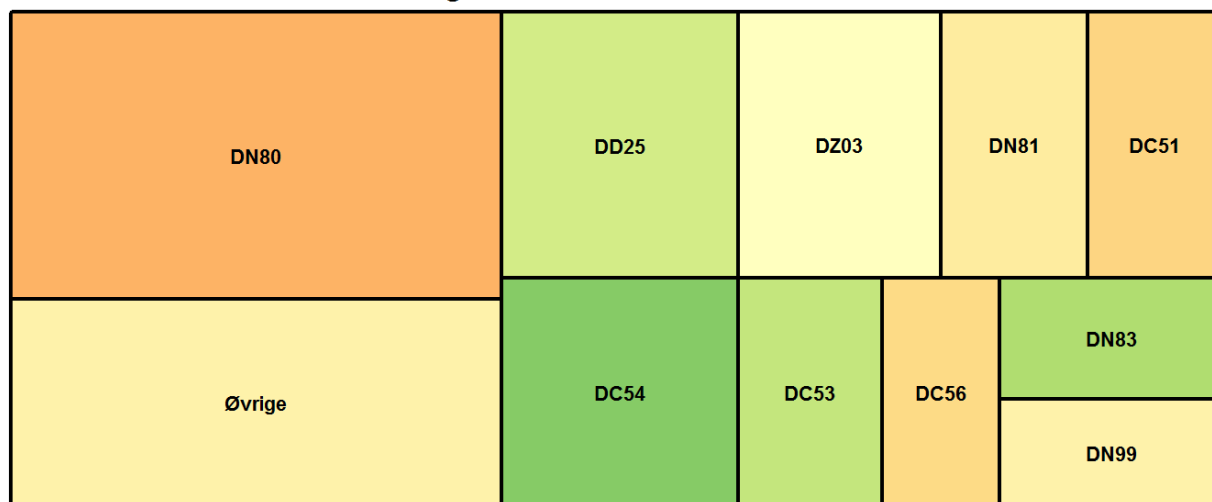 DN80
DD25
DZ03
DN81
DC51
Øvrige
DC54
DC53
DC56
DN83
DN99